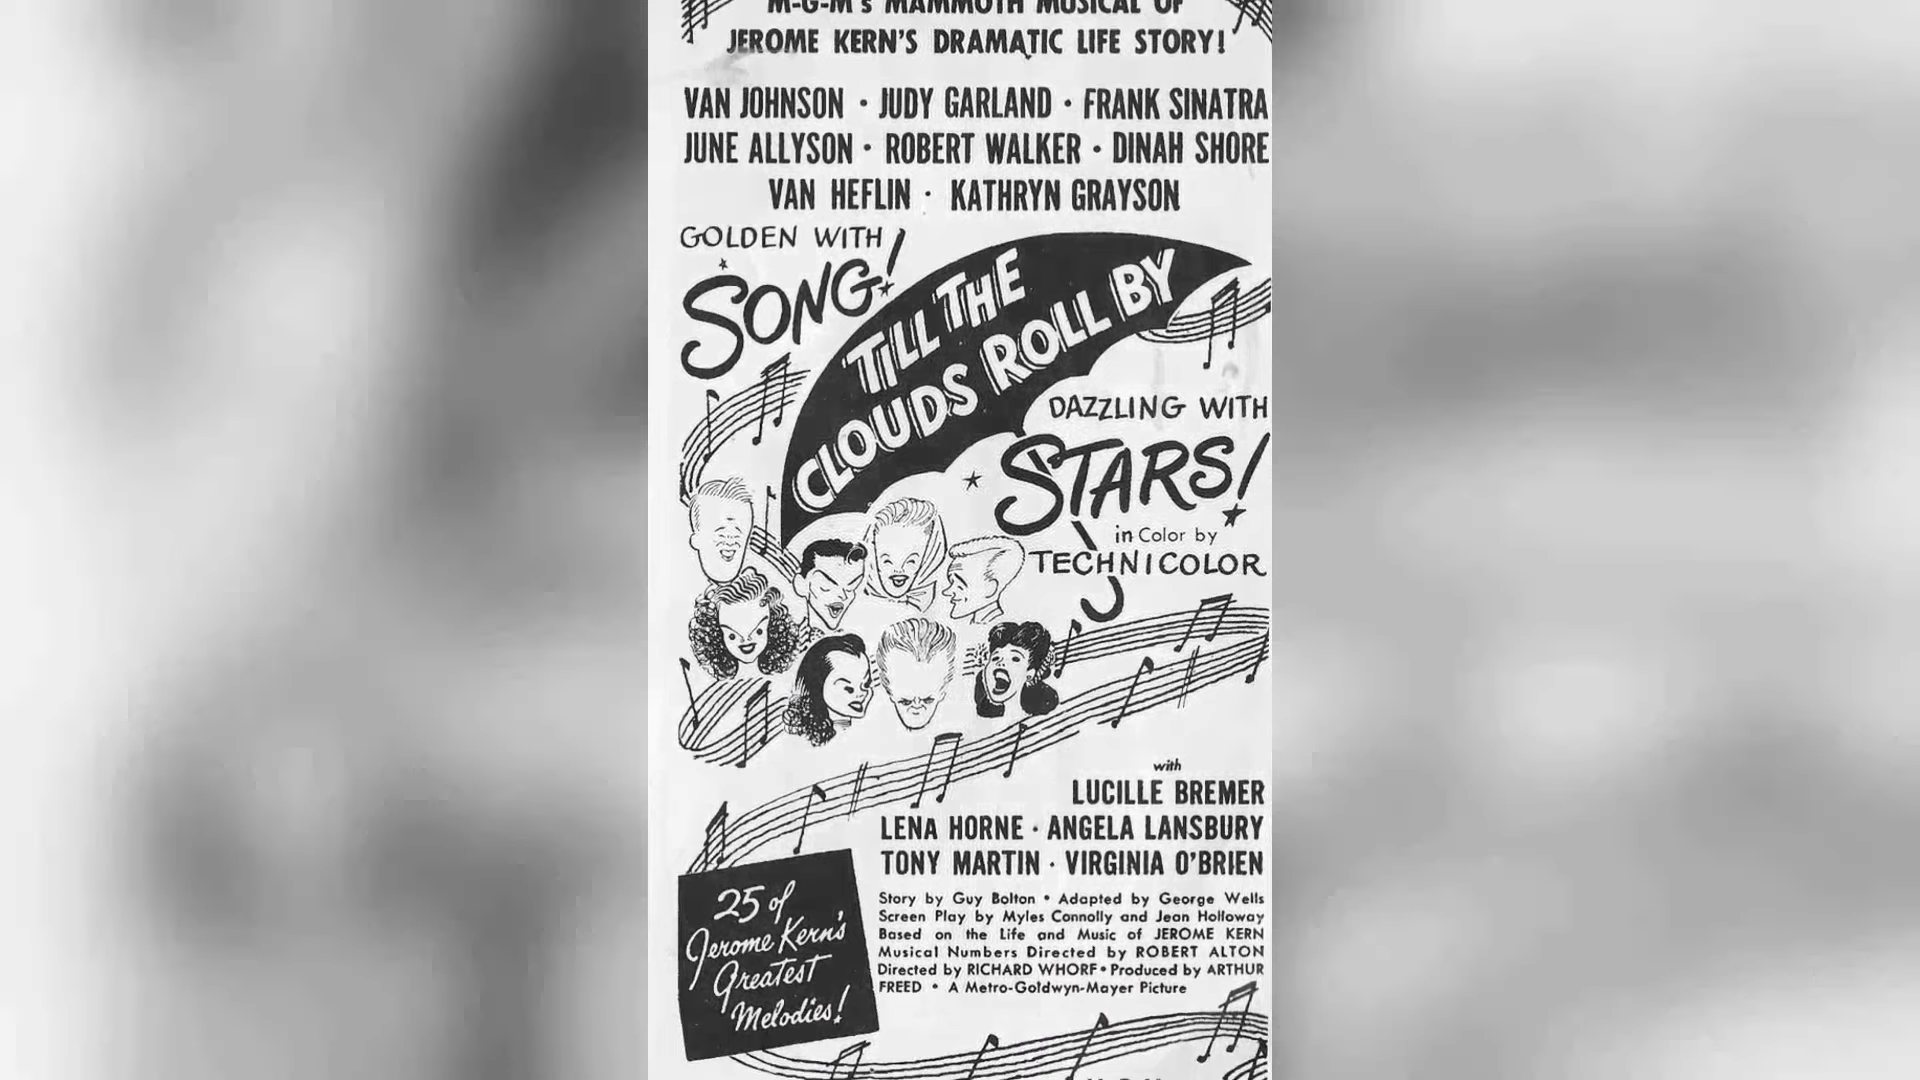 M-G-M's MAMMOTH MUSICAL OF
JEROME KERN'S DRAMATIC LIFE STORY!
VAN JOHNSON · JUDY GARLAND · FRANK SINATRA
JUNE ALLYSON · ROBERT WALKER · DINAH SHORE
VAN HEFLIN · KATHRYN GRAYSON
GOLDEN WITH
SONG!
TILL THE
CLOUDS ROLL BY
DAZZLING WITH
STARS!
in Color by
TECHNICOLOR
with
LUCILLE BREMER
LENA HORNE · ANGELA LANSBURY
TONY MARTIN · VIRGINIA O'BRIEN
25 of
Jerome Kern's
Greatest
Melodies!
Story by Guy Bolton • Adapted by George Wells
Screen Play by Myles Connolly and Jean Holloway
Based on the Life and Music of JEROME KERN
Musical Numbers Directed by ROBERT ALTON
Directed by RICHARD WHORF • Produced by ARTHUR
FREED • A Metro-Goldwyn-Mayer Picture